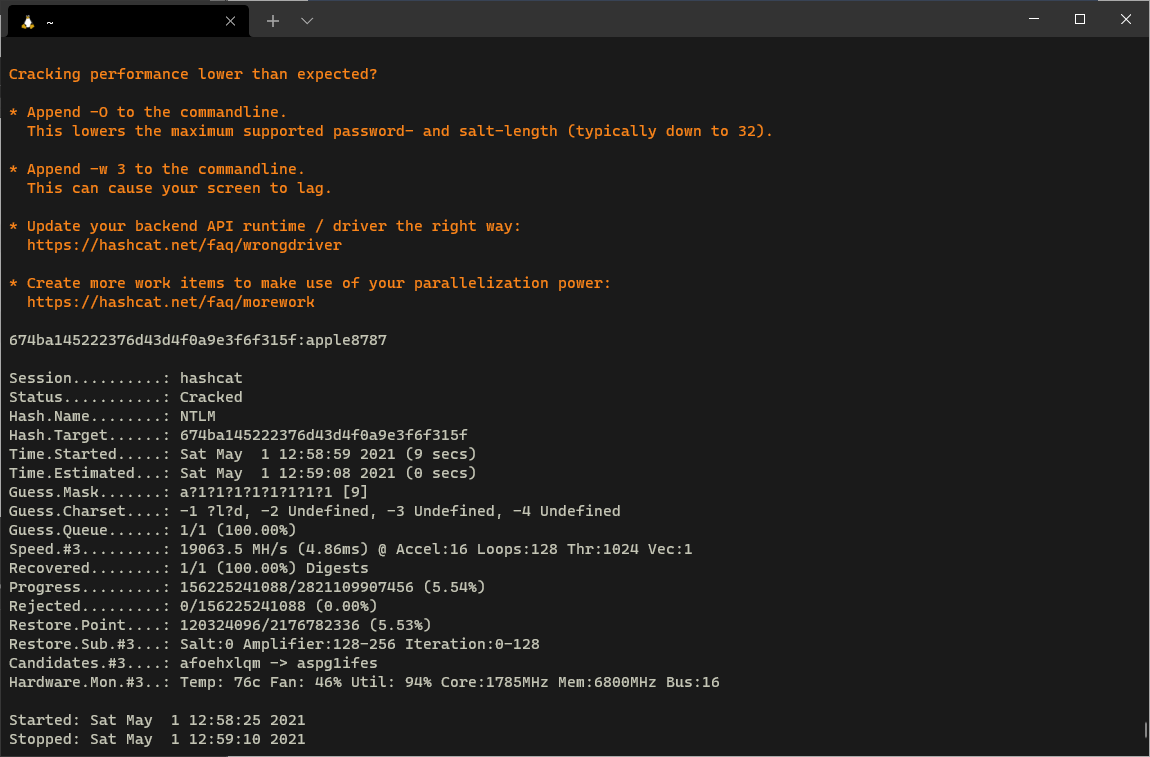 ~
Cracking performance lower than expected?
* Append -O to the commandline.
This lowers the maximum supported password- and salt-length (typically down to 32).
* Append -w 3 to the commandline.
This can cause your screen to lag.
* Update your backend API runtime / driver the right way:
https://hashcat.net/faq/wrongdriver
* Create more work items to make use of your parallelization power:
https://hashcat.net/faq/morework
674ba145222376d43d4f0a9e3f6f315f:apple8787
Session..........: hashcat
Status...........: Cracked
Hash.Name........: NTLM
Hash.Target......: 674ba145222376d43d4f0a9e3f6f315f
Time.Started.....: Sat May  1 12:58:59 2021 (9 secs)
Time.Estimated...: Sat May  1 12:59:08 2021 (0 secs)
Guess.Mask.......: a?1?1?1?1?1?1?1?1 [9]
Guess.Charset....: -1 ?l?d, -2 Undefined, -3 Undefined, -4 Undefined
Guess.Queue......: 1/1 (100.00%)
Speed.#3.........: 19063.5 MH/s (4.86ms) @ Accel:16 Loops:128 Thr:1024 Vec:1
Recovered........: 1/1 (100.00%) Digests
Progress.........: 156225241088/2821109907456 (5.54%)
Rejected.........: 0/156225241088 (0.00%)
Restore.Point....: 120324096/2176782336 (5.53%)
Restore.Sub.#3...: Salt:0 Amplifier:128-256 Iteration:0-128
Candidates.#3....: afoehxlqm -> aspg1ifes
Hardware.Mon.#3..: Temp: 76c Fan: 46% Util: 94% Core:1785MHz Mem:6800MHz Bus:16
Started: Sat May  1 12:58:25 2021
Stopped: Sat May  1 12:59:10 2021